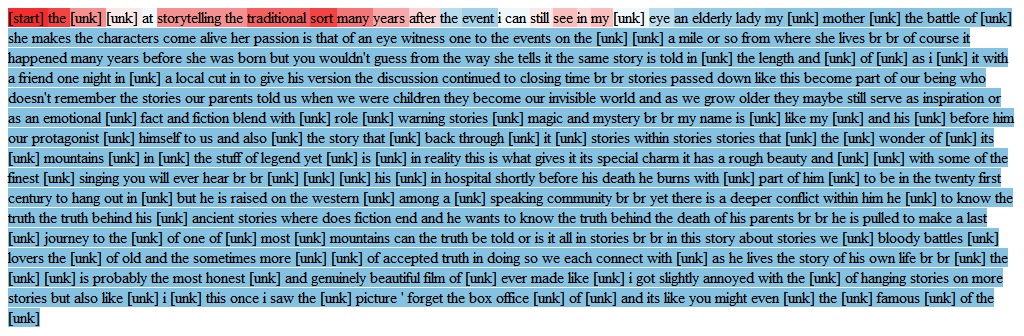 [start] the [unk] [unk] at storytelling the traditional sort many years after the event i can still see in my [unk] eye an elderly lady my [unk] mother [unk] the battle of [unk]
she makes the characters come alive her passion is that of an eye witness one to the events on the [unk] [unk] a mile or so from where she lives br br of course it
happened many years before she was born but you wouldn't guess from the way she tells it the same story is told in [unk] the length and [unk] of [unk] as i [unk] it with
a friend one night in [unk] a local cut in to give his version the discussion continued to closing time br br stories passed down like this become part of our being who
doesn't remember the stories our parents told us when we were children they become our invisible world and as we grow older they maybe still serve as inspiration or
as an emotional [unk] fact and fiction blend with [unk] role [unk] warning stories [unk] magic and mystery br br my name is [unk] like my [unk] and his [unk] before him
our protagonist [unk] himself to us and also [unk] the story that [unk] back through [unk] it [unk] stories within stories stories that [unk] the [unk] wonder of [unk] its
[unk] mountains [unk] in [unk] the stuff of legend yet [unk] is [unk] in reality this is what gives it its special charm it has a rough beauty and [unk] [unk] with some of the
finest [unk] singing you will ever hear br br [unk] [unk] [unk] his [unk] in hospital shortly before his death he burns with [unk] part of him [unk] to be in the twenty first
century to hang out in [unk] but he is raised on the western [unk] among a [unk] speaking community br br yet there is a deeper conflict within him he [unk] to know the
truth the truth behind his [unk] ancient stories where does fiction end and he wants to know the truth behind the death of his parents br br he is pulled to make a last
[unk] journey to the [unk] of one of [unk] most [unk] mountains can the truth be told or is it all in stories br br in this story about stories we [unk] bloody battles [unk]
lovers the [unk] of old and the sometimes more [unk] [unk] of accepted truth in doing so we each connect with [unk] as he lives the story of his own life br br [unk] the
[unk] [unk] is probably the most honest [unk] and genuinely beautiful film of [unk] ever made like [unk] i got slightly annoyed with the [unk] of hanging stories on more
stories but also like [unk] i [unk] this once i saw the [unk] picture ' forget the box office [unk] of [unk] and its like you might even [unk] the [unk] famous [unk] of the
[unk]